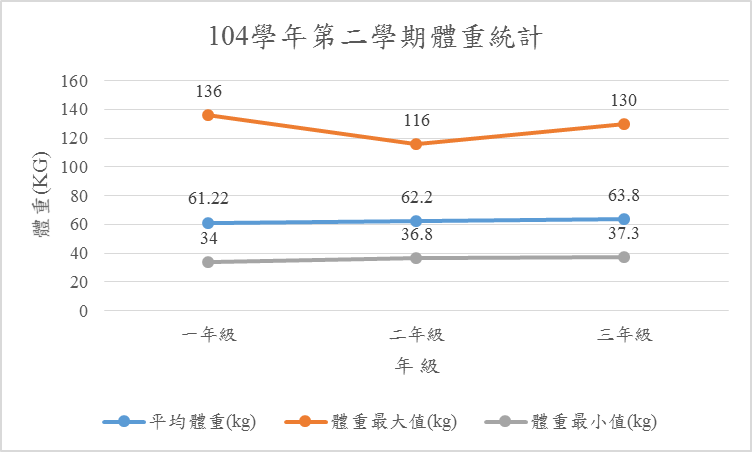 104學年第二學期體重統計
160
140
120
100
80
60
40
20
0
體重(KG)
136
116
130
61.22
62.2
63.8
34
36.8
37.3
一年級
二年級
三年級
年 級
平均體重(kg)
體重最大值(kg)
體重最小值(kg)